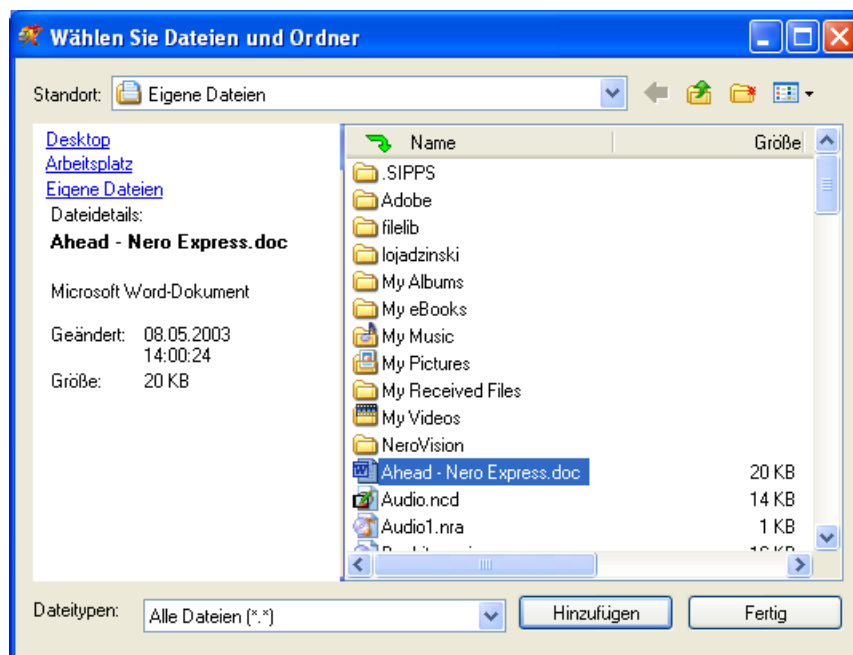 Wählen Sie Dateien und Ordner
Standort: Eigene Dateien
Desktop
Arbeitsplatz
Eigene Dateien
Dateidetails:
Ahead - Nero Express.doc
Microsoft Word-Dokument
Geändert: 08.05.2003
14:00:24
Größe: 20 KB
Name Größe
.SIPPS
Adobe
filelib
lojadzinski
My Albums
My eBooks
My Music
My Pictures
My Received Files
My Videos
NeroVision
Ahead - Nero Express.doc 20 KB
Audio.ncd 14 KB
Audio1.nra 1 KB
Dateitypen: Alle Dateien (*.*) Hinzufügen Fertig